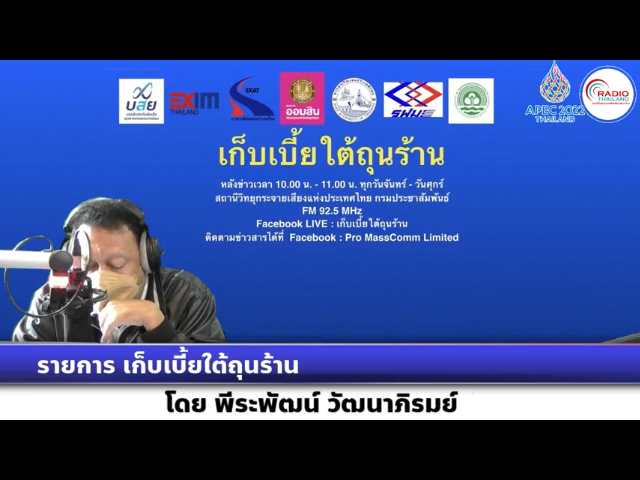 บสย
EXIM
THAILAND
EXAT
ออมสิน
รฟม
APEC 2022
THAILAND
RADIO
THAILAND
เก็บเบี้ยใต้ถุนร้าน
หลังข่าวเวลา 10.00 น. - 11.00 น. ทุกวันจันทร์ - วันศุกร์
สถานีวิทยุกระจายเสียงแห่งประเทศไทย กรมประชาสัมพันธ์
FM 92.5 MHz
Facebook LIVE : เก็บเบี้ยใต้ถุนร้าน
ติดตามข่าวสารได้ที่ Facebook : Pro MassComm Limited
รายการ เก็บเบี้ยใต้ถุนร้าน
โดย พีระพัฒน์ วัฒนาภิรมย์